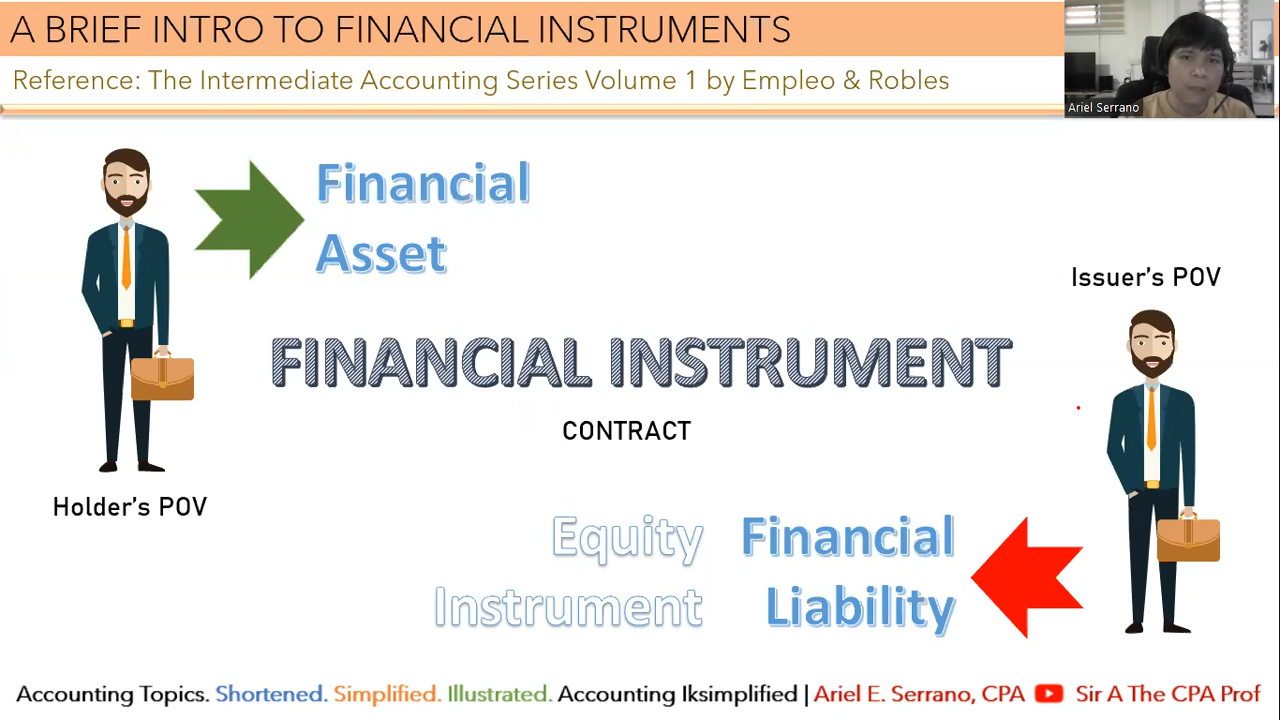 A BRIEF INTRO TO FINANCIAL INSTRUMENTS
Reference: The Intermediate Accounting Series Volume 1 by Empleo & Robles
Ariel Serrano
Financial
Asset
Issuer's POV
FINANCIAL INSTRUMENT
CONTRACT
Holder's POV
Equity
Instrument
Financial
Liability
Accounting Topics. Shortened. Simplified. Illustrated. Accounting Iksimplified | Ariel E. Serrano, CPA Sir A The CPA Prof